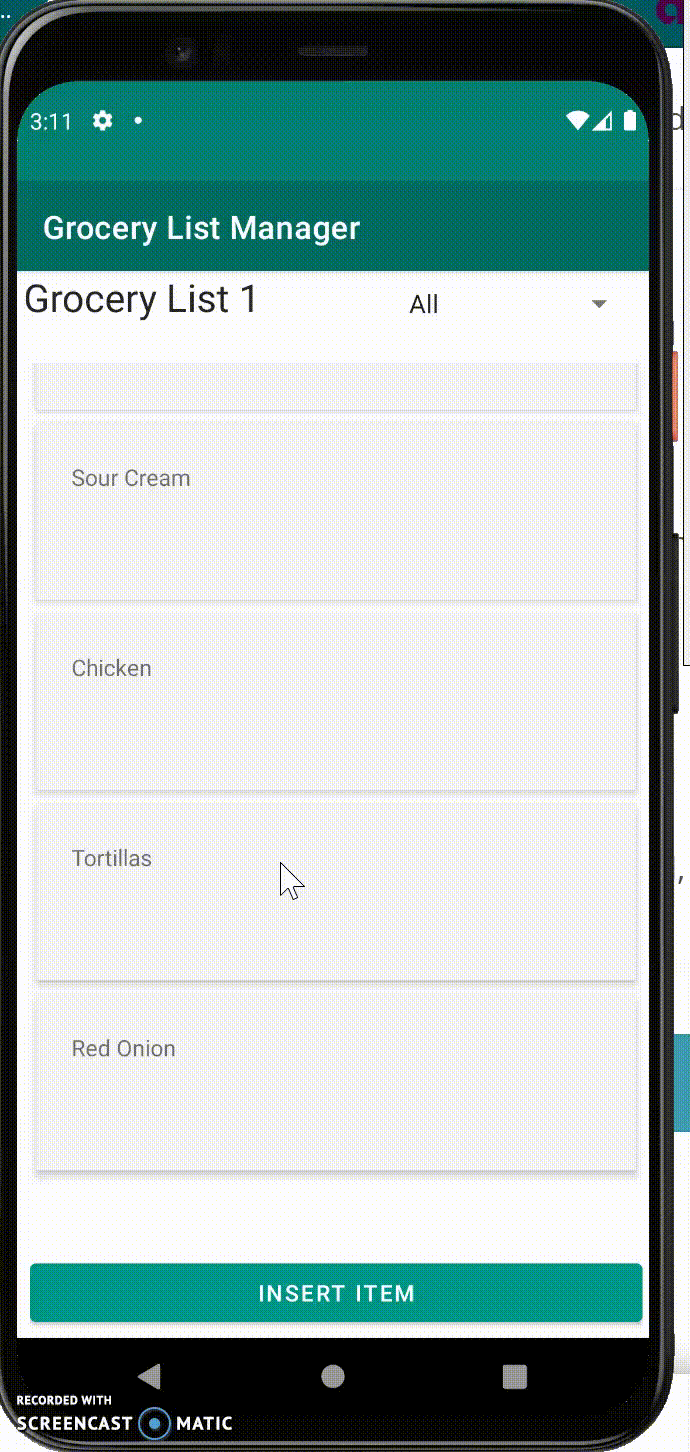 3:11
Grocery List Manager
Grocery List 1
All
Sour Cream
Chicken
Tortillas
Red Onion
INSERT ITEM
RECORDED WITH
SCREENCAST MATIC